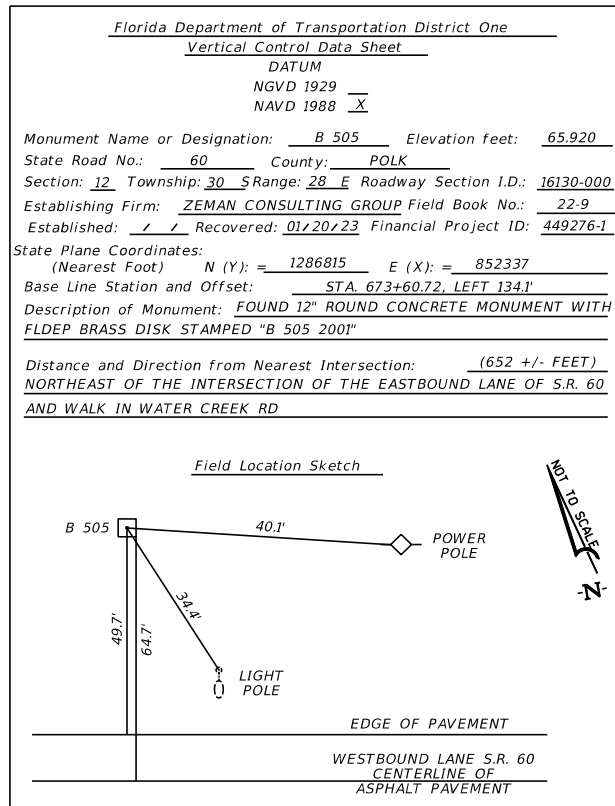 Florida Department of Transportation District One
Vertical Control Data Sheet
DATUM
NGVD 1929
NAVD 1988 X
Monument Name or Designation: B 505 Elevation feet: 65.920
State Road No.: 60 County: POLK
Section: 12 Township: 30 S Range: 28 E Roadway Section I.D.: 16130-000
Establishing Firm: ZEMAN CONSULTING GROUP Field Book No.: 22-9
Established: / / Recovered: 01/20/23 Financial Project ID: 449276-1
State Plane Coordinates:
(Nearest Foot) N (Y): = 1286815 E (X): = 852337
Base Line Station and Offset: STA. 673+60.72, LEFT 134.1'
Description of Monument: FOUND 12" ROUND CONCRETE MONUMENT WITH
FLDEP BRASS DISK STAMPED "B 505 2001"
Distance and Direction from Nearest Intersection: (652 +/- FEET)
NORTHEAST OF THE INTERSECTION OF THE EASTBOUND LANE OF S.R. 60
AND WALK IN WATER CREEK RD
Field Location Sketch
NOT TO SCALE
-N-
B 505
40.1'
POWER
POLE
34.4'
49.7'
64.7'
LIGHT
POLE
EDGE OF PAVEMENT
WESTBOUND LANE S.R. 60
CENTERLINE OF
ASPHALT PAVEMENT